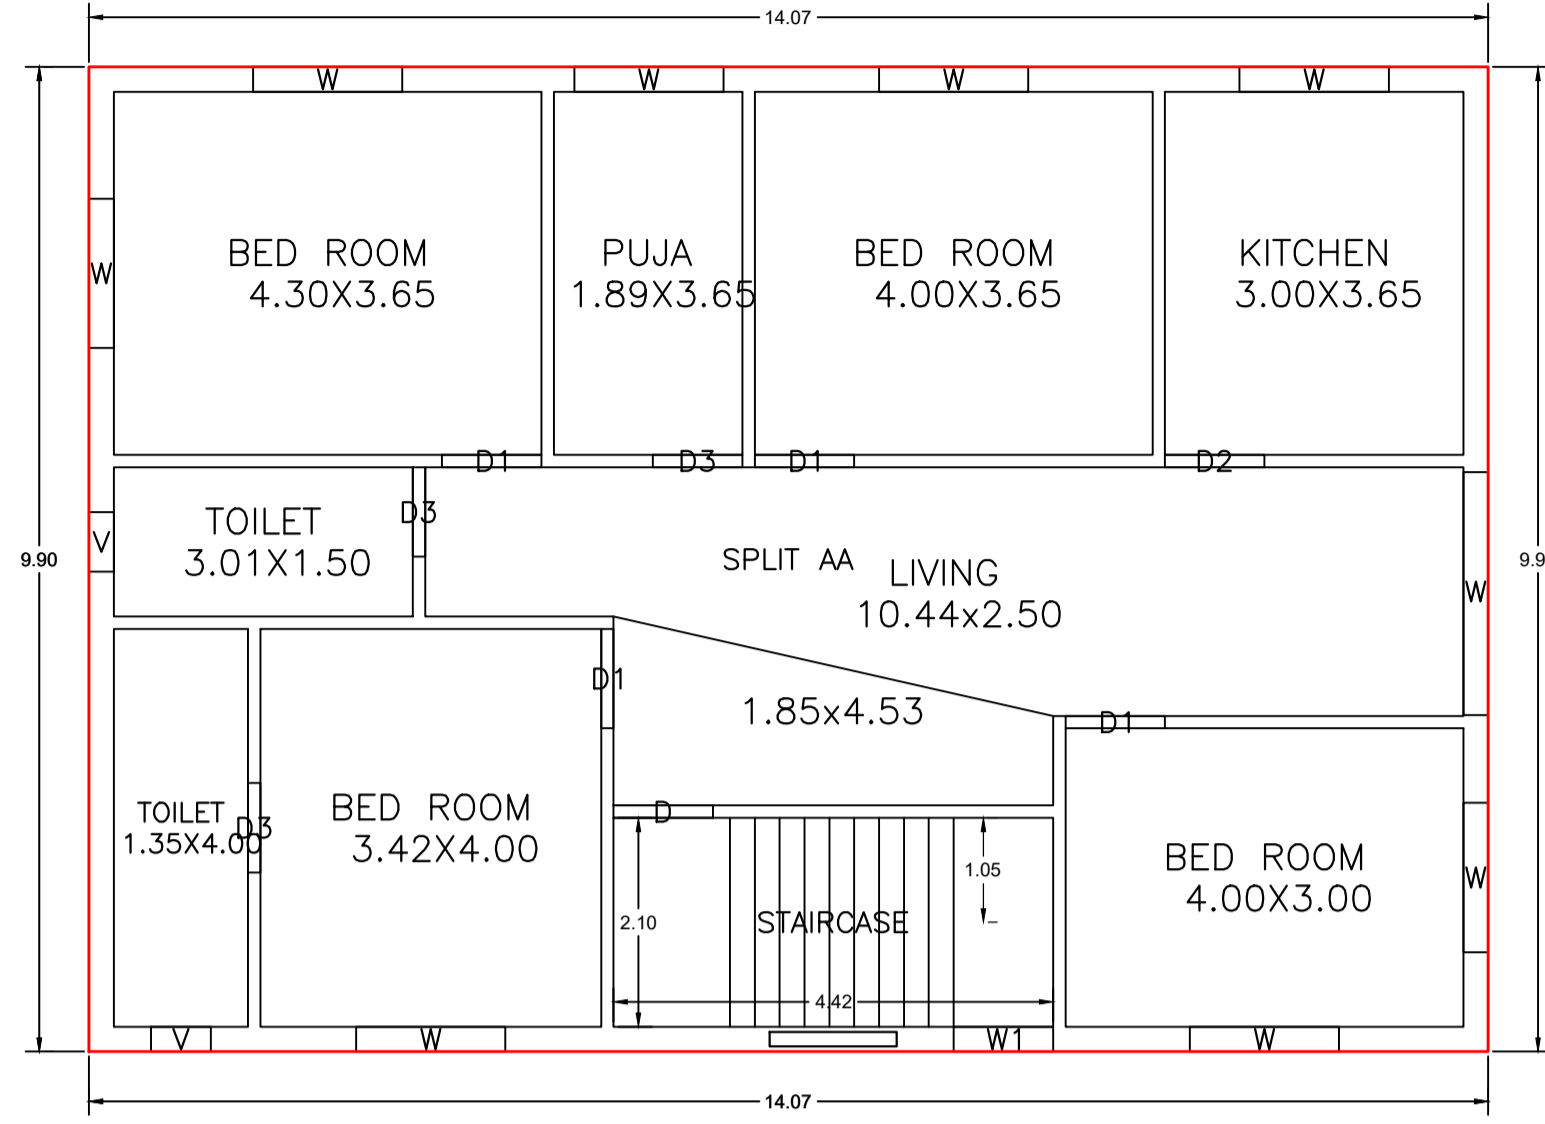 14.07
W
W
W
W
BED ROOM
4.30X3.65
PUJA
1.89X3.65
BED ROOM
4.00X3.65
KITCHEN
3.00X3.65
W
D1
D3
D1
D2
TOILET
3.01X1.50
D3
V
9.90
SPLIT AA
LIVING
10.44x2.50
W
9.9
D1
1.85x4.53
D1
TOILET
1.35X4.00
D3
BED ROOM
3.42X4.00
D
1.05
2.10
STAIRCASE
4.42
BED ROOM
4.00X3.00
W
V
W
W1
W
14.07